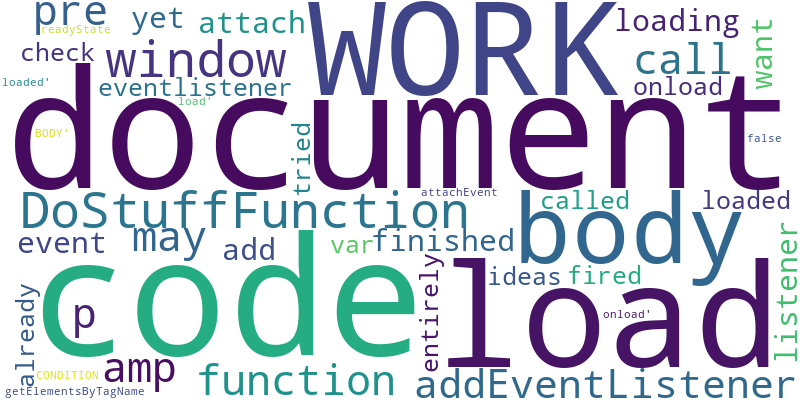 pre
yet
attach
WORK
loading
readyState
want
check
window
call
loaded'
eventlistener
onload
load'
document
BODY'
tried
false
attachEvent
DoStuffFunction
body
called
loaded
event
may
add
var
finished
listener
code
entirely
load
ideas
fired
already
p
onload'
amp
CONDITION
function
addEventListener
getElementsByTagName